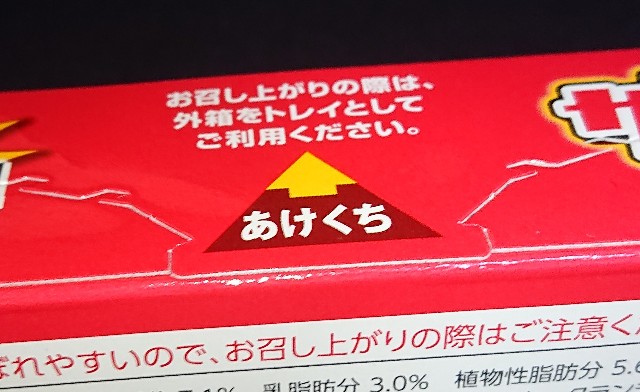 お召し上がりの際は、
外箱をトレイとして
ご利用ください。
あけくち
ばれやすいので、お召し上がりの際はご注意く
乳脂肪分 3.0% 植物性脂肪分 5.